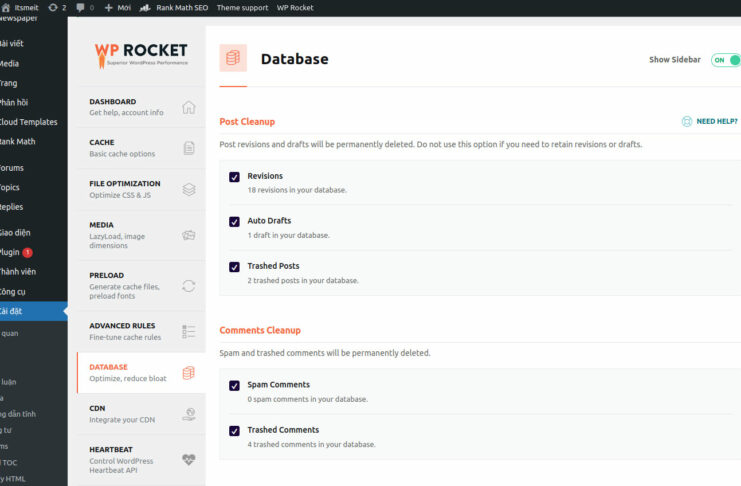 Itsmeit 2 0 Mới Rank Math SEO Theme support WP Rocket
Newspaper
Bài viết
Media
Trang
Phản hồi
Cloud Templates
Rank Math
Forums
Topics
Replies
Giao diện
Plugin 1
Thành viên
Công cụ
Cài đặt
quan
luận
dẫn tĩnh
tư
TOC
HTML
WP ROCKET
Superior WordPress Performance
DASHBOARD
Get help, account info
CACHE
Basic cache options
FILE OPTIMIZATION
Optimize CSS & JS
MEDIA
LazyLoad, image
dimensions
PRELOAD
Generate cache files,
preload fonts
ADVANCED RULES
Fine-tune cache rules
DATABASE
Optimize, reduce bloat
CDN
Integrate your CDN
HEARTBEAT
Control WordPress
Heartbeat API
Database
Show Sidebar
ON
Post Cleanup
NEED HELP?
Post revisions and drafts will be permanently deleted. Do not use this option if you need to retain revisions or drafts.
Revisions
18 revisions in your database.
Auto Drafts
1 draft in your database.
Trashed Posts
2 trashed posts in your database.
Comments Cleanup
Spam and trashed comments will be permanently deleted.
Spam Comments
0 spam comments in your database.
Trashed Comments
4 trashed comments in your database.